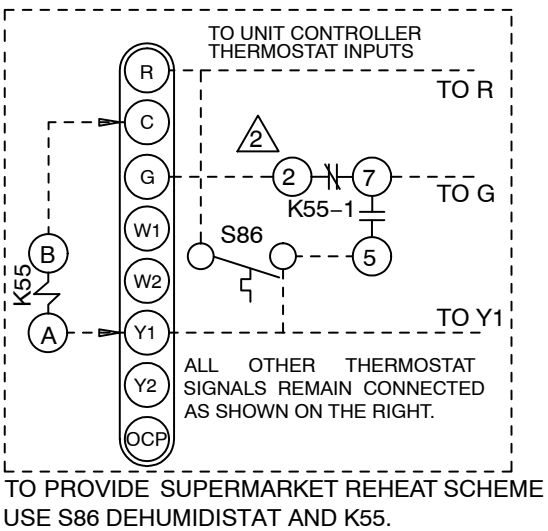 TO UNIT CONTROLLER
THERMOSTAT INPUTS
R
TO R
C
2
G
2
7
TO G
K55-1
W1
S86
B
5
K55
W2
A
Y1
TO Y1
ALL OTHER THERMOSTAT
SIGNALS REMAIN CONNECTED
AS SHOWN ON THE RIGHT.
Y2
OCP
TO PROVIDE SUPERMARKET REHEAT SCHEME
USE S86 DEHUMIDISTAT AND K55.